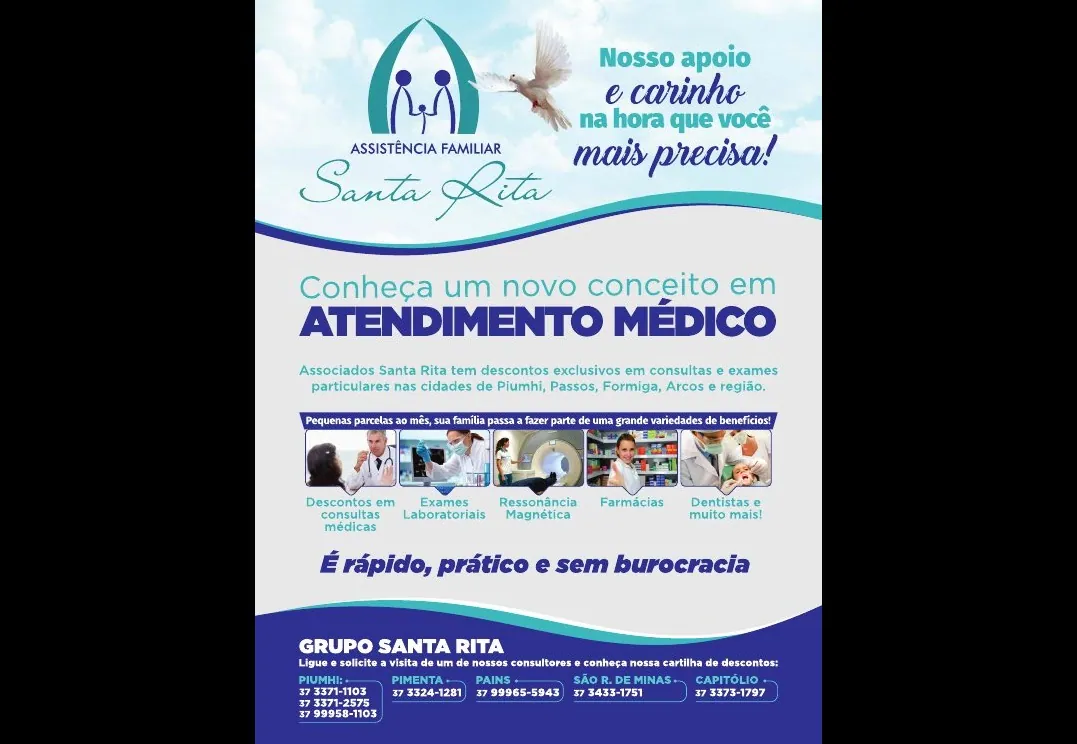 Nosso apoio
e carinho
na hora que você
mais precisa!
ASSISTÊNCIA FAMILIAR
Santa Rita
Conheça um novo conceito em
ATENDIMENTO MÉDICO
Associados Santa Rita tem descontos exclusivos em consultas e exames
particulares nas cidades de Piumhi, Passos, Formiga, Arcos e região.
Pequenas parcelas ao mês, sua família passa a fazer parte de uma grande variedades de benefícios!
Descontos em
consultas
médicas
Exames
Laboratoriais
Ressonância
Magnética
Farmácias
Dentistas e
muito mais!
É rápido, prático e sem burocracia
GRUPO SANTA RITA
Ligue e solicite a visita de um de nossos consultores e conheça nossa cartilha de descontos:
PIUMHI:
37 3371-1103
37 3371-2575
37 99958-1103
PIMENTA
37 3324-1281
PAINS
37 99965-5943
SÃO R. DE MINAS
37 3433-1751
CAPITÓLIO
37 3373-1797